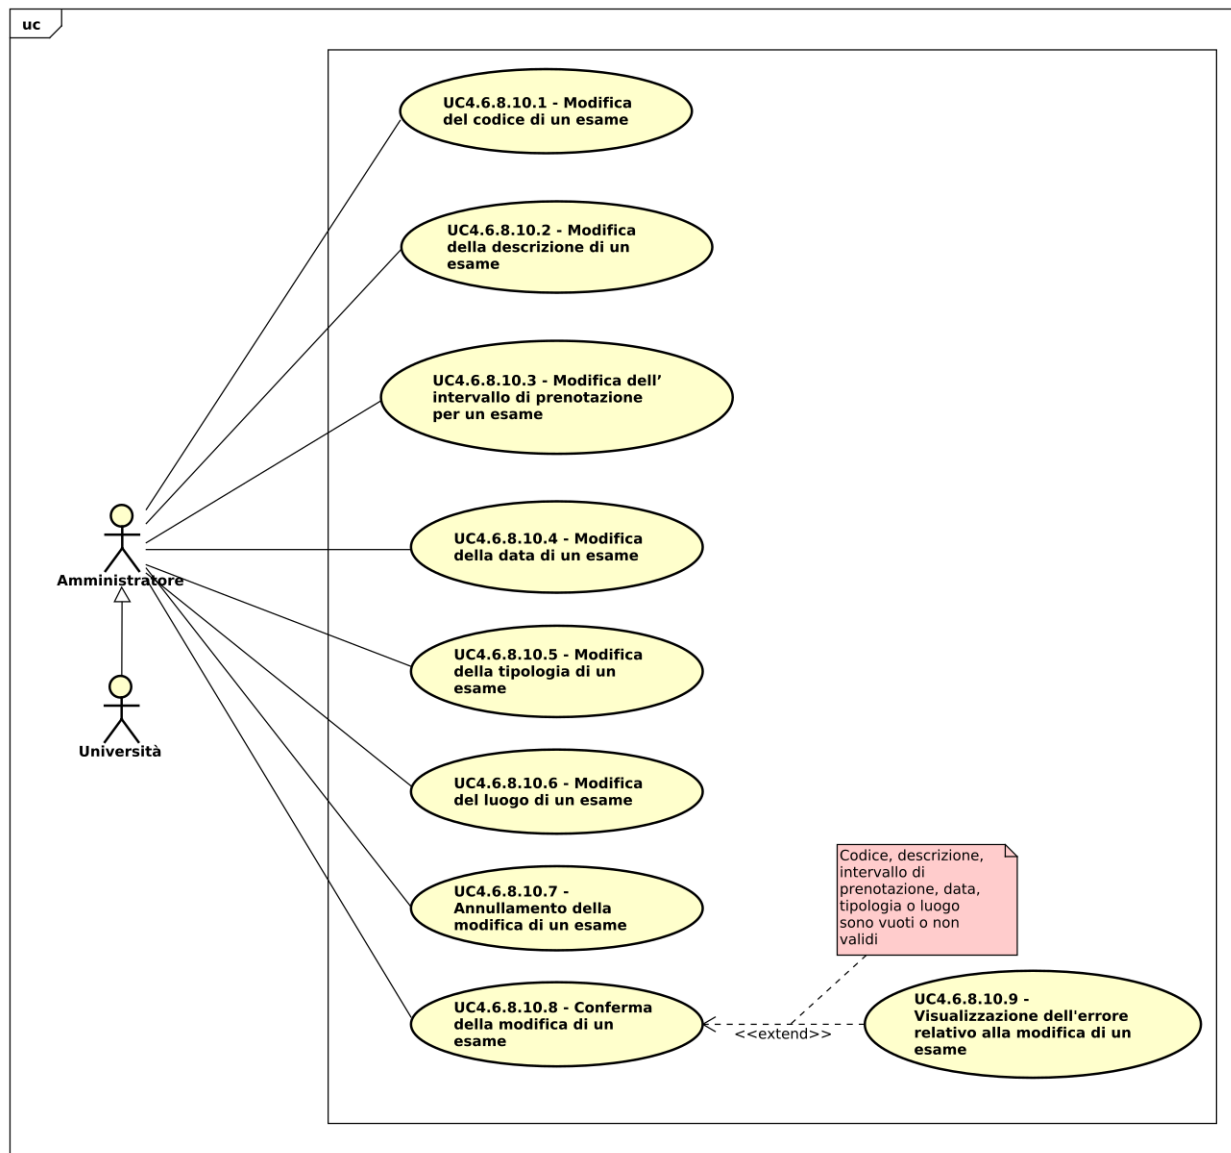 uc
UC4.6.8.10.1 - Modifica
del codice di un esame
UC4.6.8.10.2 - Modifica
della descrizione di un
esame
UC4.6.8.10.3 - Modifica dell’
intervallo di prenotazione
per un esame
UC4.6.8.10.4 - Modifica
della data di un esame
Amministratore
UC4.6.8.10.5 - Modifica
della tipologia di un
esame
Università
UC4.6.8.10.6 - Modifica
del luogo di un esame
UC4.6.8.10.7 -
Annullamento della
modifica di un esame
Codice, descrizione,
intervallo di
prenotazione, data,
tipologia o luogo
sono vuoti o non
validi
UC4.6.8.10.8 - Conferma
della modifica di un
esame
<<extend>>
UC4.6.8.10.9 -
Visualizzazione dell'errore
relativo alla modifica di un
esame